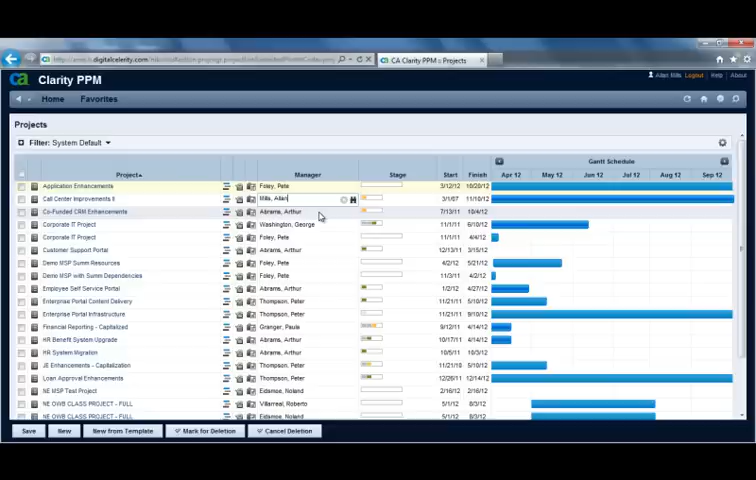 CA Clarity PPM :: Projects
ca Clarity PPM
Allan Mills Logout Help About
Home Favorites
Projects
Filter: System Default
Project Manager Stage Start Finish Gantt Schedule
Apr 12 May 12 Jun 12 Jul 12 Aug 12 Sep 12
Application Enhancements Foley, Pete 3/12/12 10/20/12
Call Center Improvements II Mills, Allan 3/1/07 11/10/12
Co-Funded CRM Enhancements Abrams, Arthur 7/13/11 10/4/12
Corporate IT Project Washington, George 11/1/11 6/10/12
Corporate IT Project Foley, Pete 11/1/11 4/4/12
Customer Support Portal Abrams, Arthur 12/13/11 3/15/12
Demo MSP Summ Resources Foley, Pete 4/2/12 5/21/12
Demo MSP with Summ Dependencies Foley, Pete 11/3/11 4/2/12
Employee Self Service Portal Abrams, Arthur 1/2/12 4/27/12
Enterprise Portal Content Delivery Thompson, Peter 11/21/11 5/10/12
Enterprise Portal Infrastructure Thompson, Peter 11/21/11 9/10/12
Financial Reporting - Capitalized Granger, Paula 9/12/11 4/14/12
HR Benefit System Upgrade Abrams, Arthur 10/17/11 4/14/12
HR System Migration Abrams, Arthur 10/5/11 10/3/12
JE Enhancements - Capitalization Thompson, Peter 11/21/10 5/10/12
Loan Approval Enhancements Thompson, Peter 12/26/11 9/14/12
NE MSP Test Project Eidamoe, Noland 2/16/12 2/16/12
NE OWB CLASS PROJECT - FULL Villarreal, Roberto 5/1/12 8/3/12
NE OWB CLASS PROJECT - FULL Eidamoe, Noland 5/1/12 8/3/12
Save New New from Template Mark for Deletion Cancel Deletion